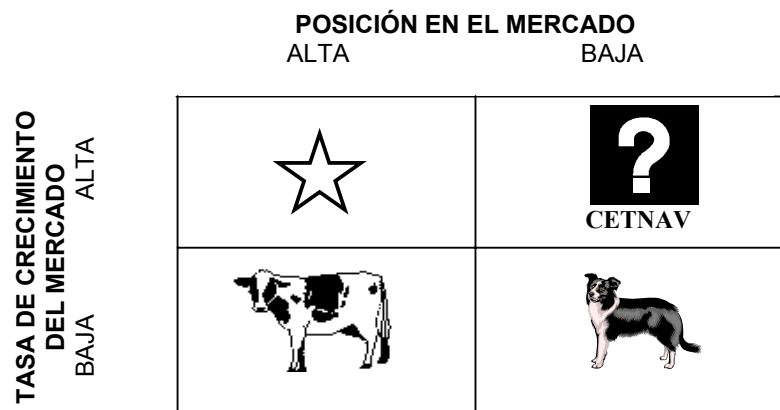 POSICIÓN EN EL MERCADO
ALTA BAJA
TASA DE CRECIMIENTO
DEL MERCADO
ALTA
BAJA
?
CETNAV